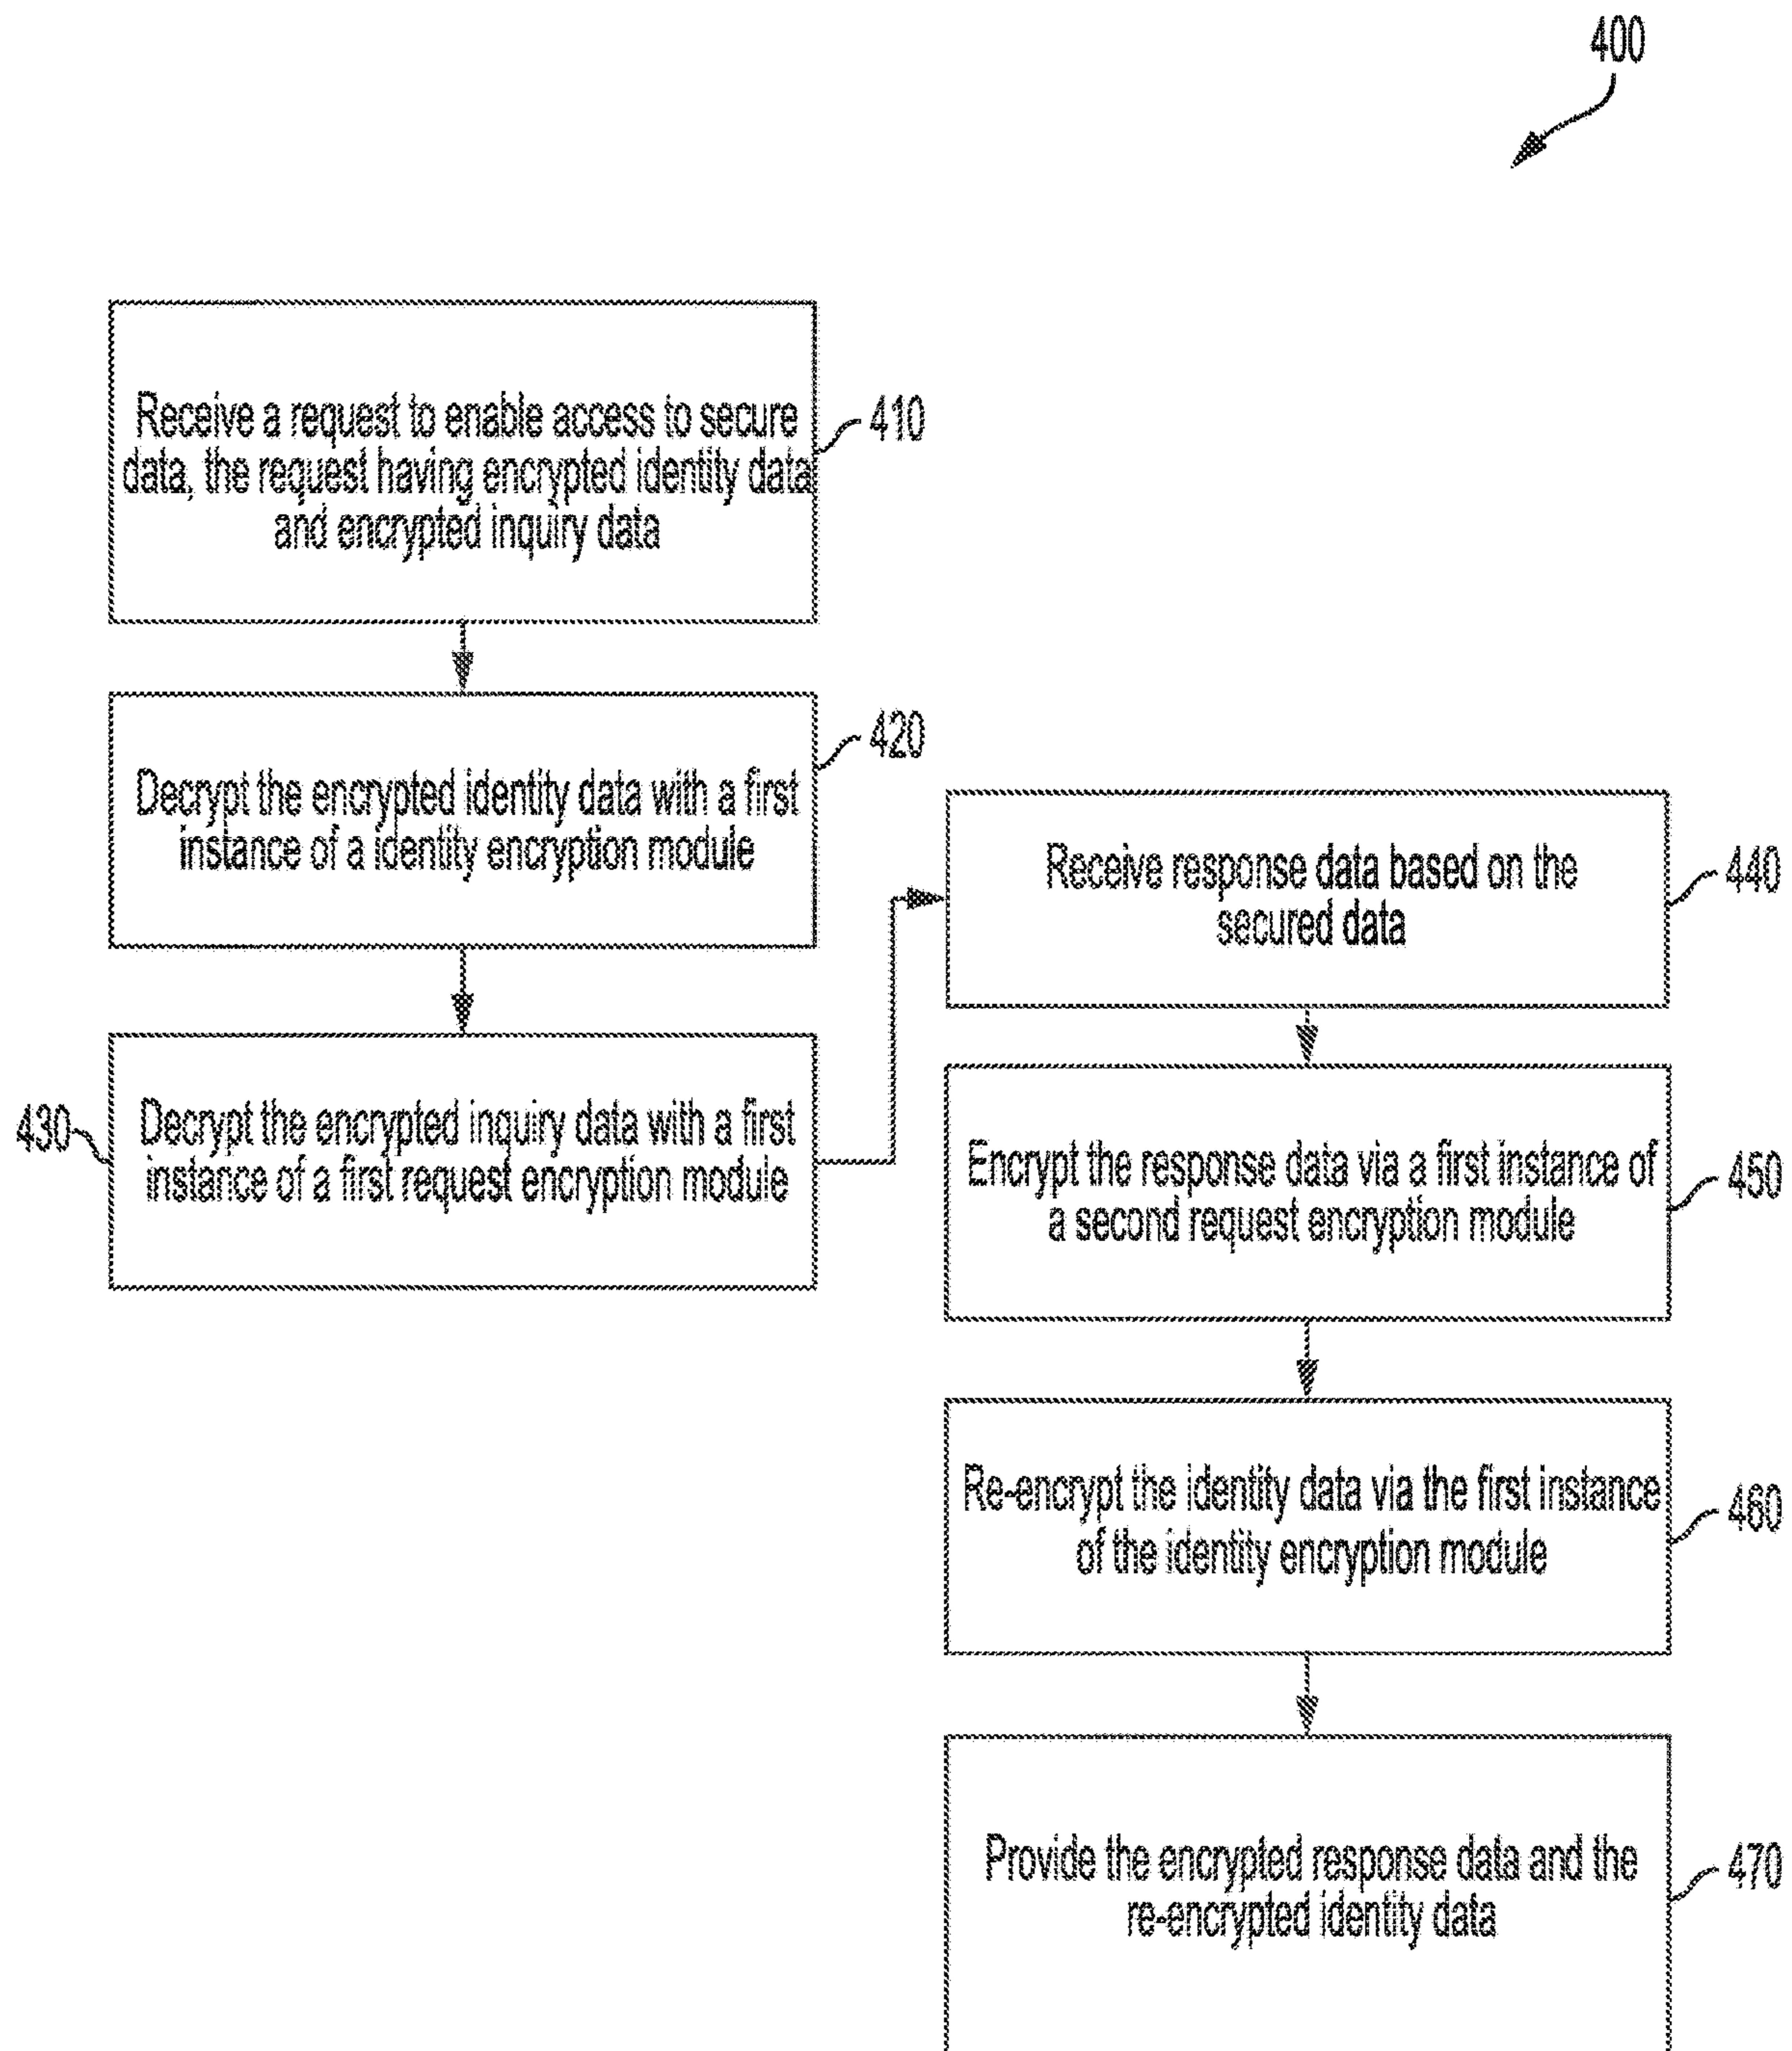 400
Receive a request to enable access to secure
data, the request having encrypted identity data
and encrypted inquiry data
410
Decrypt the encrypted identity data with a first
instance of a identity encryption module
420
Decrypt the encrypted inquiry data with a first
instance of a first request encryption module
430
Receive response data based on the
secured data
440
Encrypt the response data via a first instance of
a second request encryption module
450
Re-encrypt the identity data via the first instance
of the identity encryption module
460
Provide the encrypted response data and the
re-encrypted identity data
470